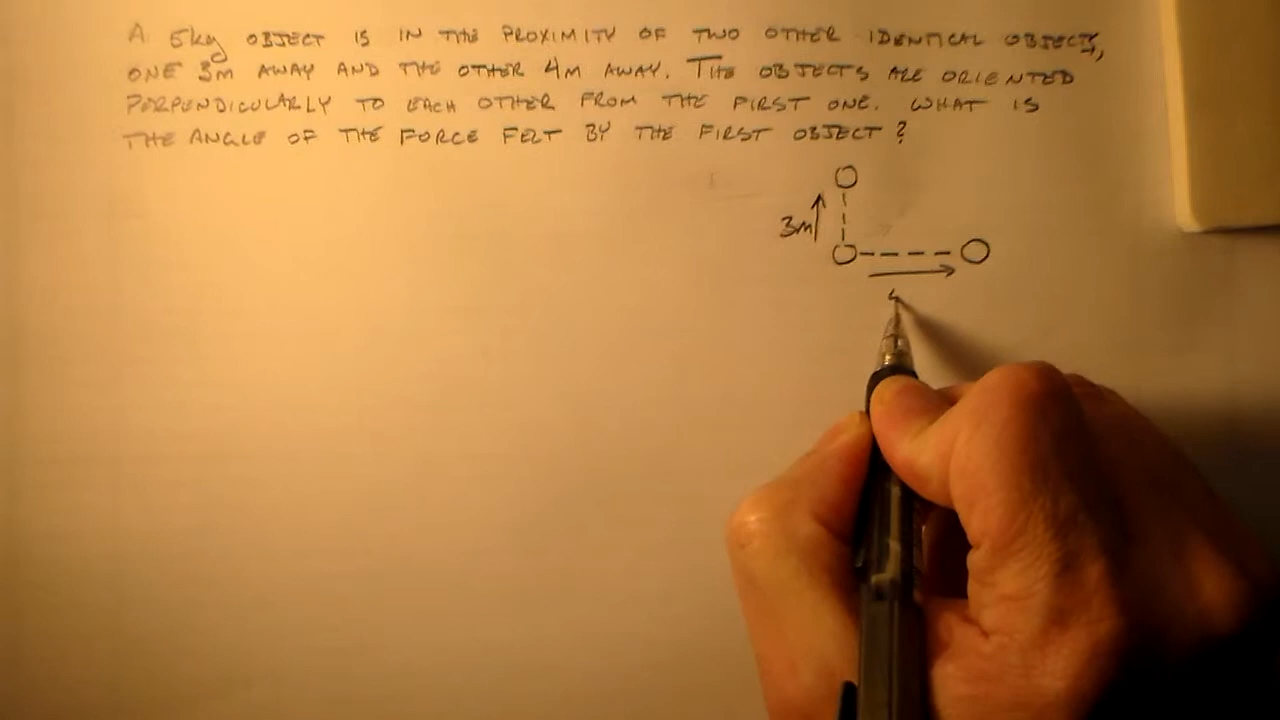 A 5kg OBJECT IS IN THE PROXIMITY OF TWO OTHER IDENTICAL OBJECTS,
ONE 3m AWAY AND THE OTHER 4m AWAY. THE OBJECTS ARE ORIENTED
PERPENDICULARLY TO EACH OTHER FROM THE FIRST ONE. WHAT IS
THE ANGLE OF THE FORCE FELT BY THE FIRST OBJECT?
3m